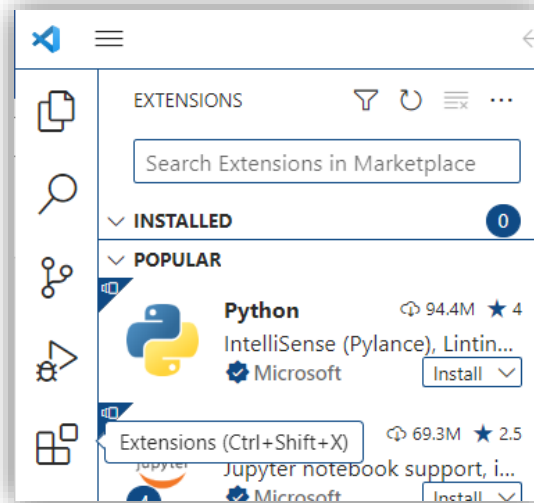 EXTENSIONS
Search Extensions in Marketplace
INSTALLED 0
POPULAR
Python 94.4M ★ 4
IntelliSense (Pylance), Lintin...
Microsoft Install
69.3M ★ 2.5
Extensions (Ctrl+Shift+X)
jupyter
Jupyter notebook support, i...
Microsoft Install